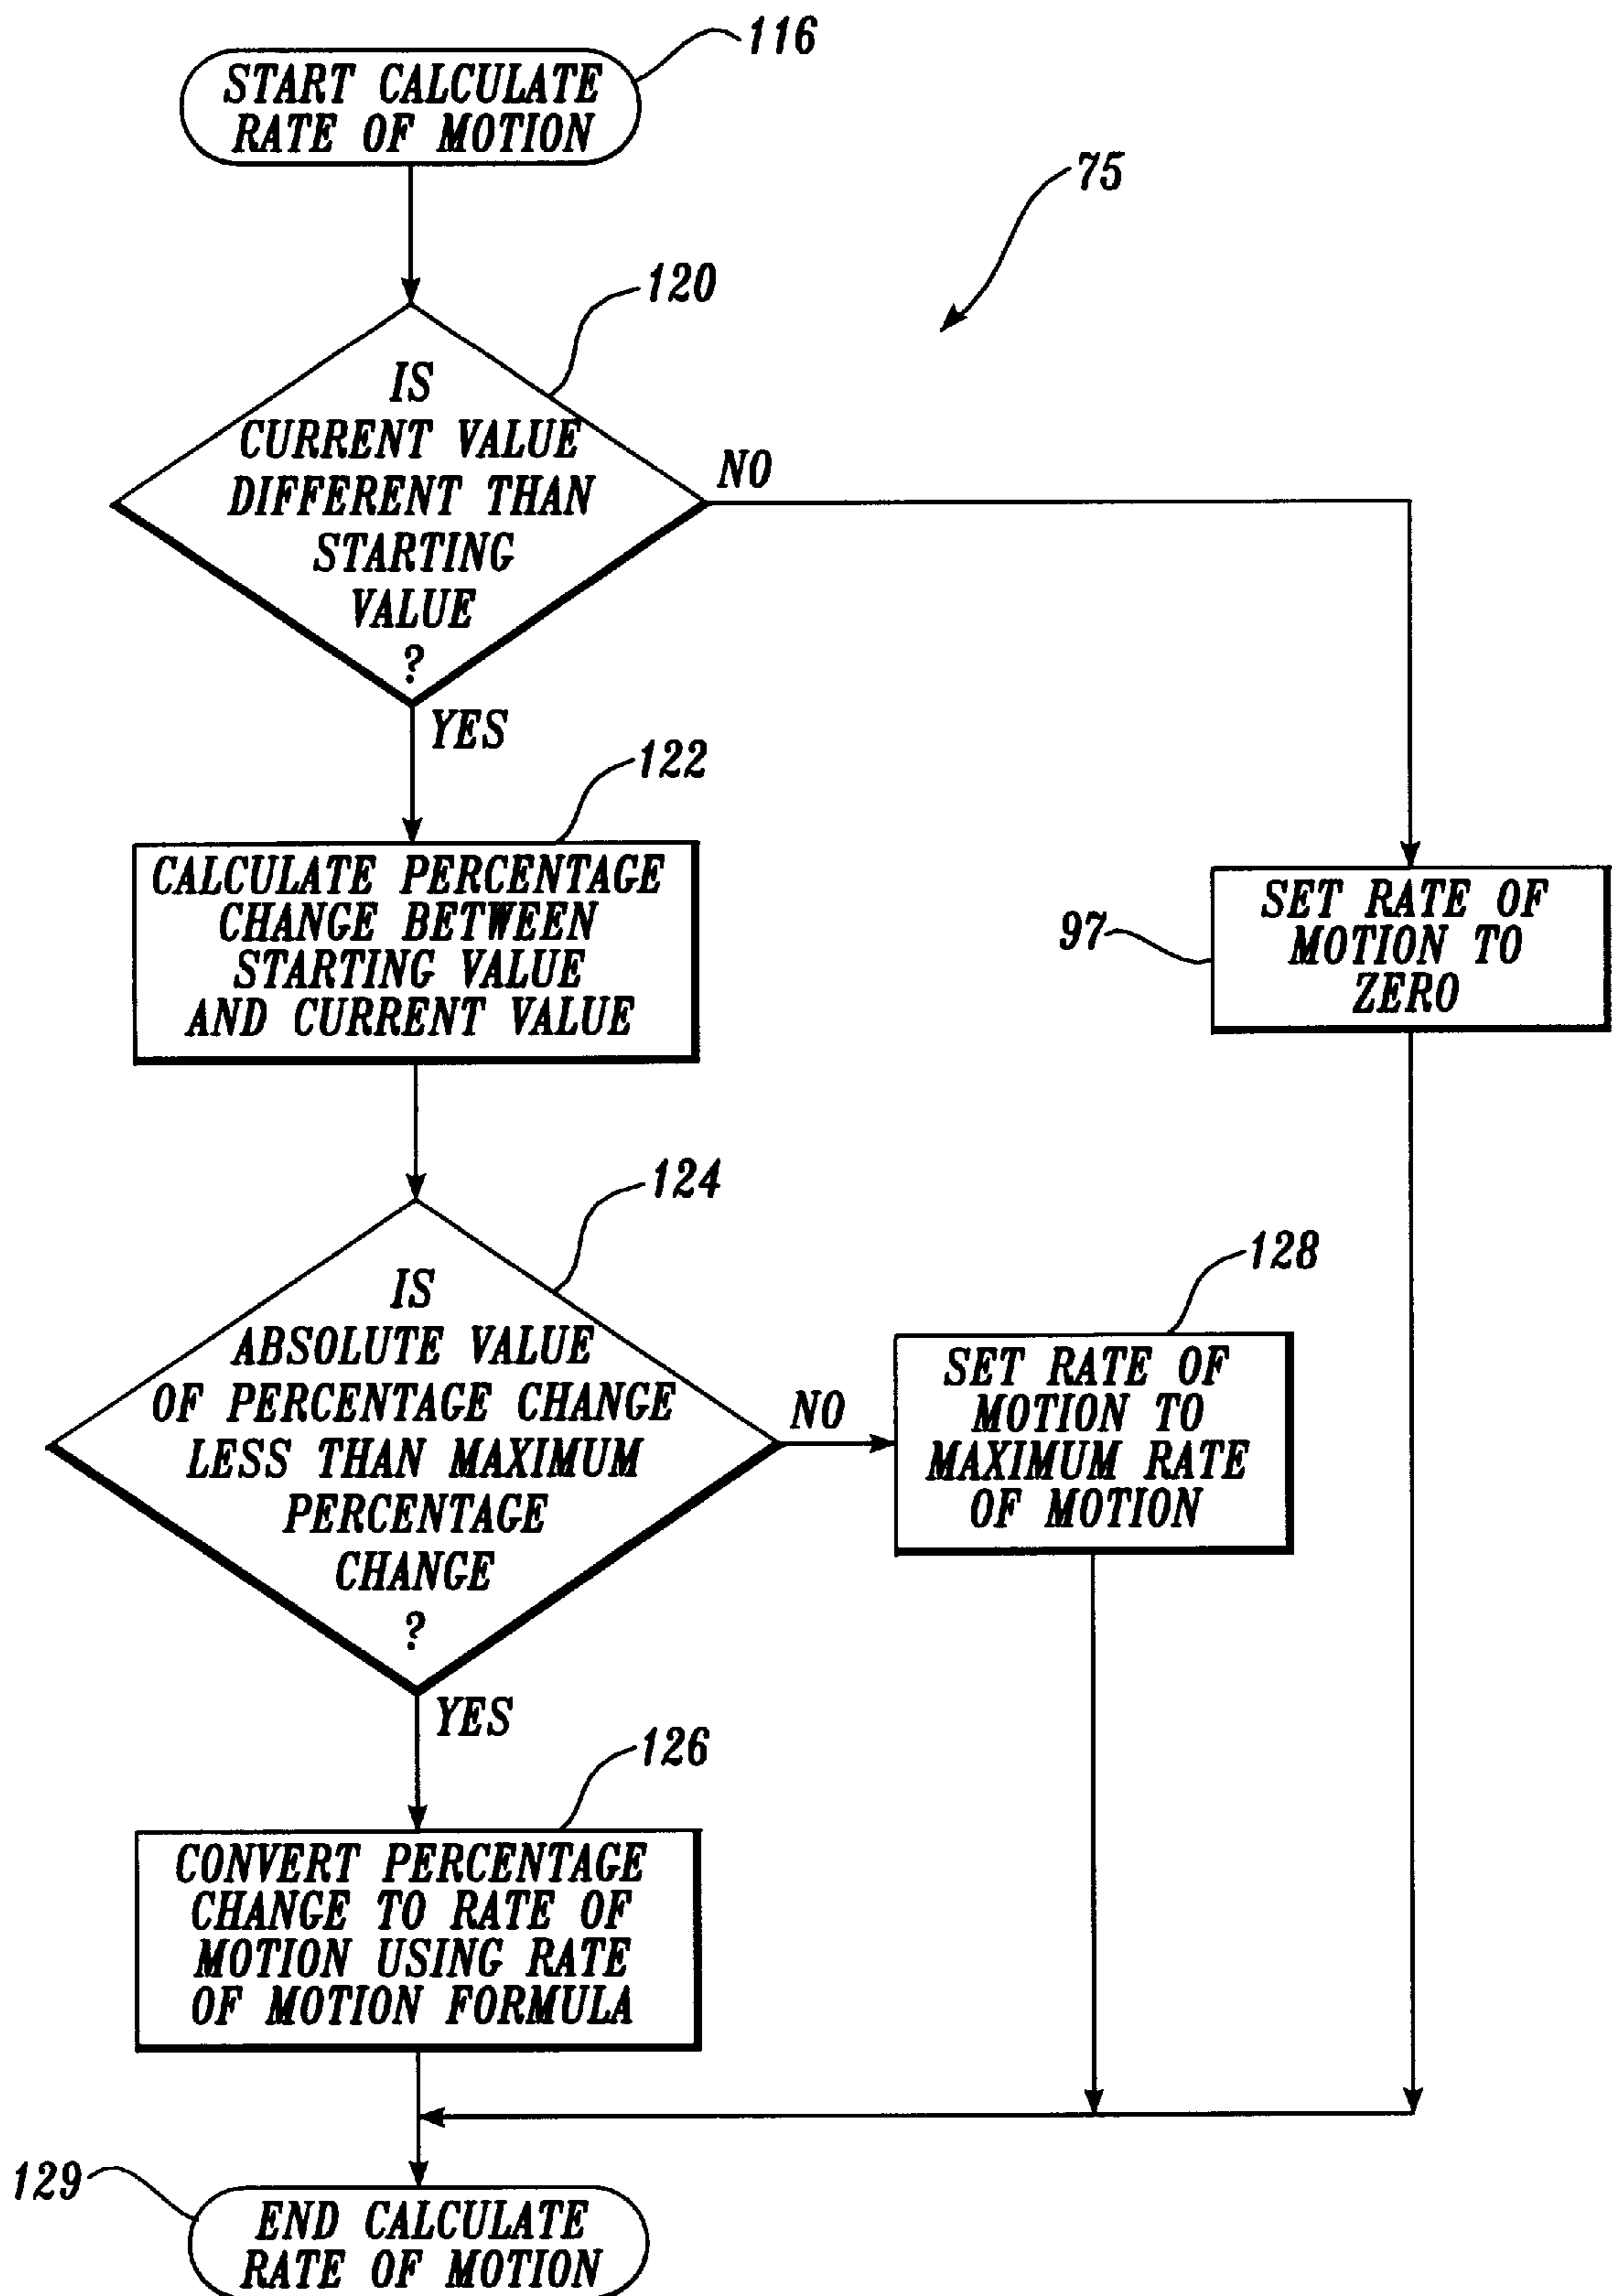 116
START CALCULATE
RATE OF MOTION
75
120
IS
CURRENT VALUE
DIFFERENT THAN
STARTING
VALUE
?
NO
YES
122
CALCULATE PERCENTAGE
CHANGE BETWEEN
STARTING VALUE
AND CURRENT VALUE
97
SET RATE OF
MOTION TO
ZERO
124
IS
ABSOLUTE VALUE
OF PERCENTAGE CHANGE
LESS THAN MAXIMUM
PERCENTAGE
CHANGE
?
NO
YES
128
SET RATE OF
MOTION TO
MAXIMUM RATE
OF MOTION
126
CONVERT PERCENTAGE
CHANGE TO RATE OF
MOTION USING RATE
OF MOTION FORMULA
129
END CALCULATE
RATE OF MOTION